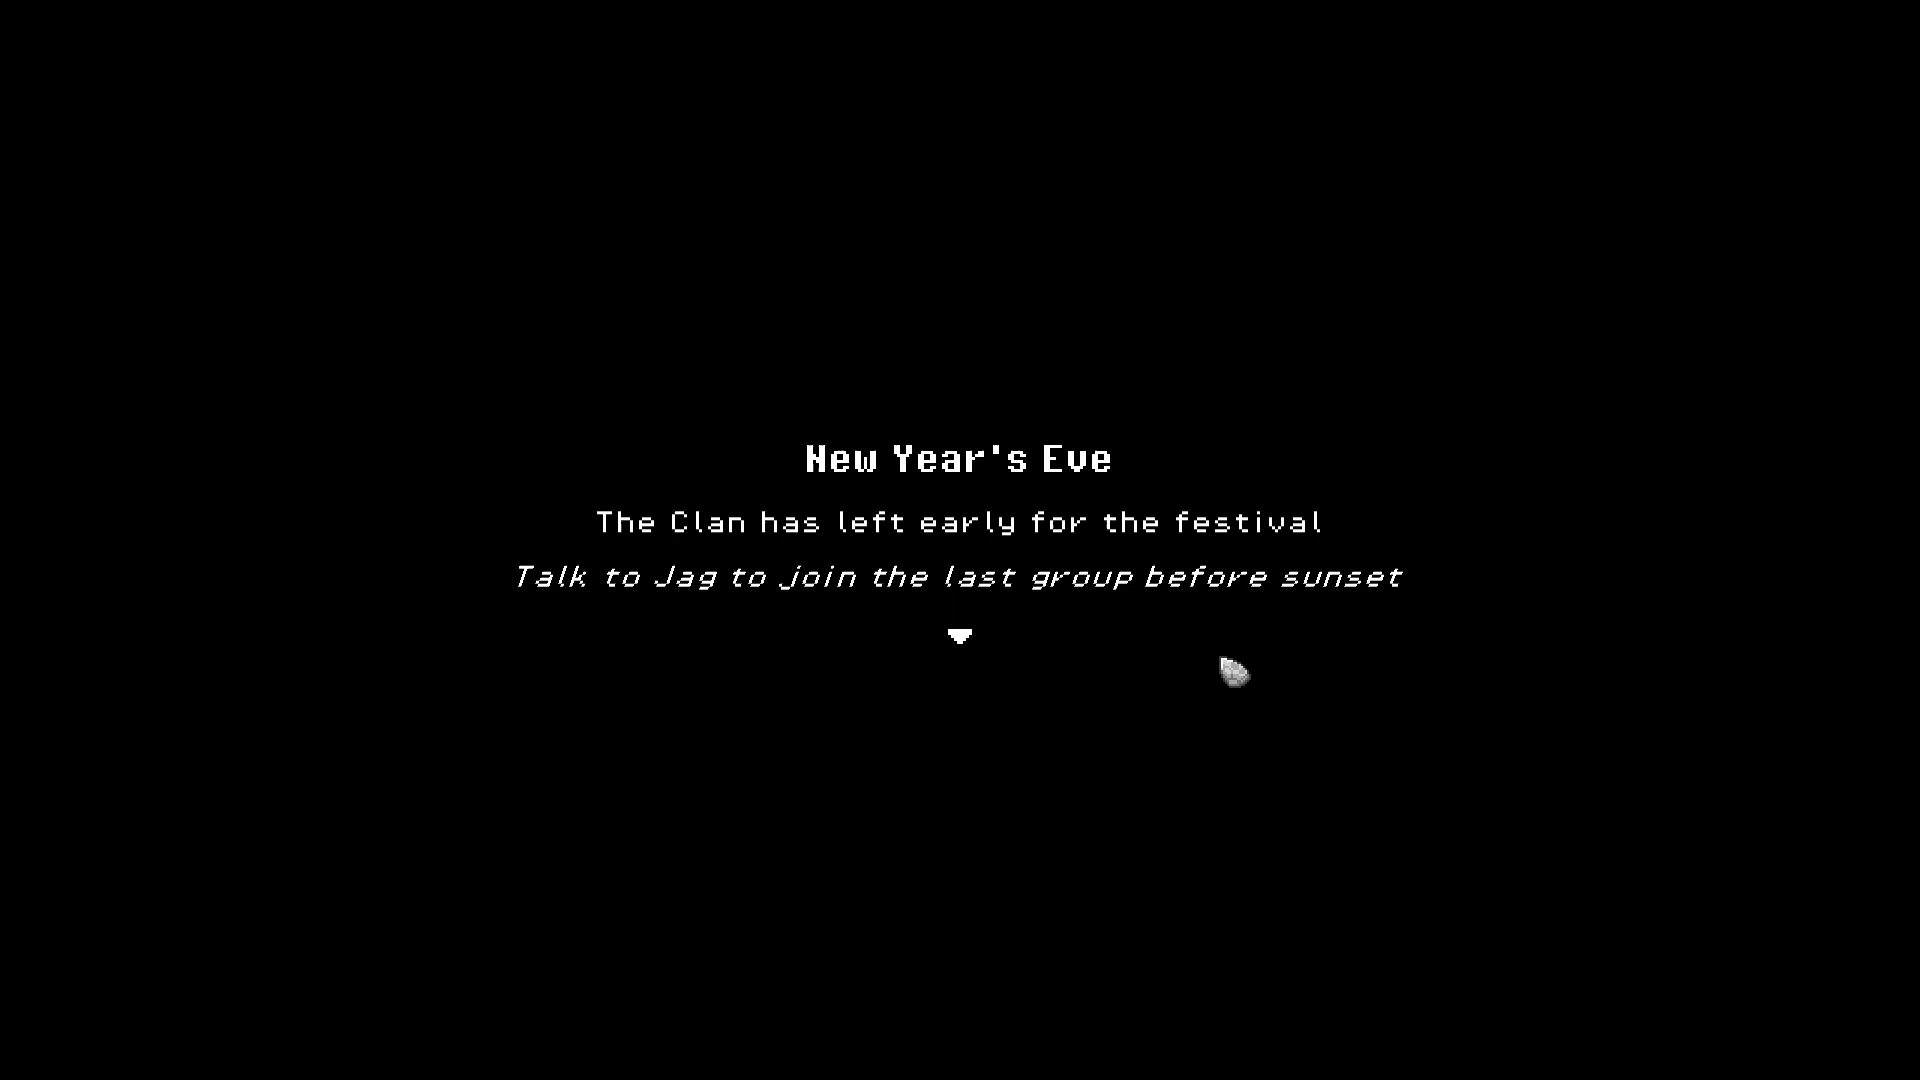 New Year's Eve
The Clan has left early for the festival
Talk to Jag to join the last group before sunset